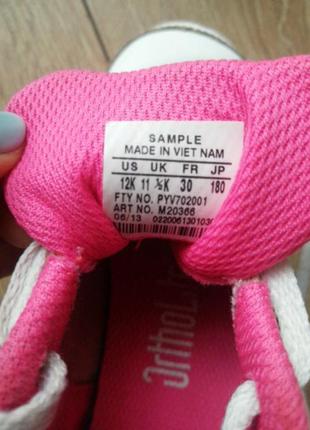 SAMPLE
MADE IN VIET NAM
US UK FR JP
12K 11 ½K 30 180
FTY NO. PYV702001
ART NO. M20366
06/13 0220061301030